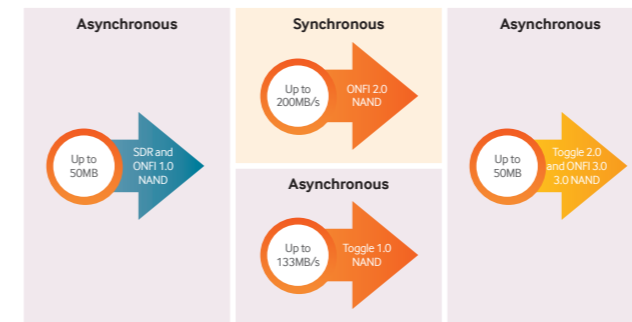 Asynchronous
Up to
50MB
SDR and
ONFI 1.0
NAND
Synchronous
Up to
200MB/s
ONFI 2.0
NAND
Asynchronous
Up to
133MB/s
Toggle 1.0
NAND
Asynchronous
Up to
50MB
Toggle 2.0
and ONFI 3.0
3.0 NAND